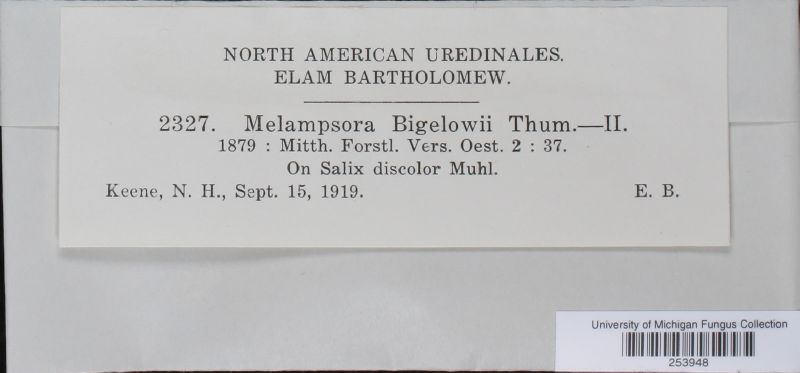 NORTH AMERICAN UREDINALES.
ELAM BARTHOLOMEW.
2327. Melampsora Bigelowii Thum.—II.
1879 : Mitth. Forstl. Vers. Oest. 2 : 37.
On Salix discolor Muhl.
Keene, N. H., Sept. 15, 1919. E. B.
University of Michigan Fungus Collection
253948